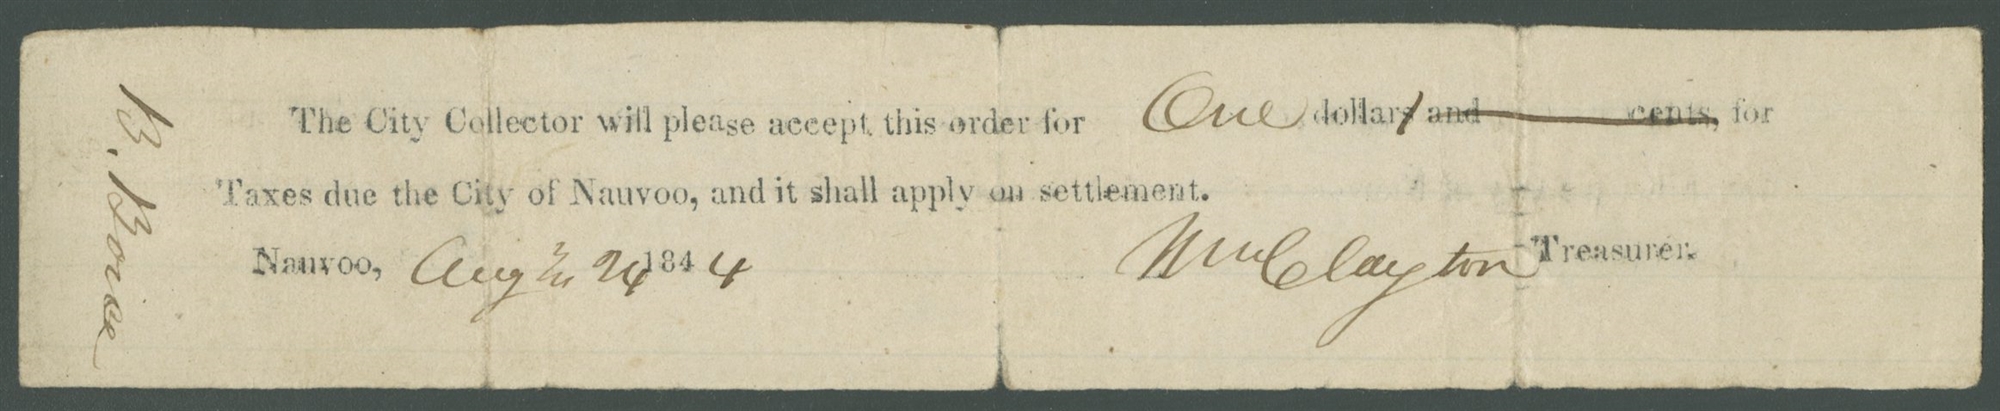 The City Collector will please accept this order for One dollars and cents, for
Taxes due the City of Nauvoo, and it shall apply on settlement.
Nauvoo, Aug 24 1844 Wm Clayton Treasurer.
B.